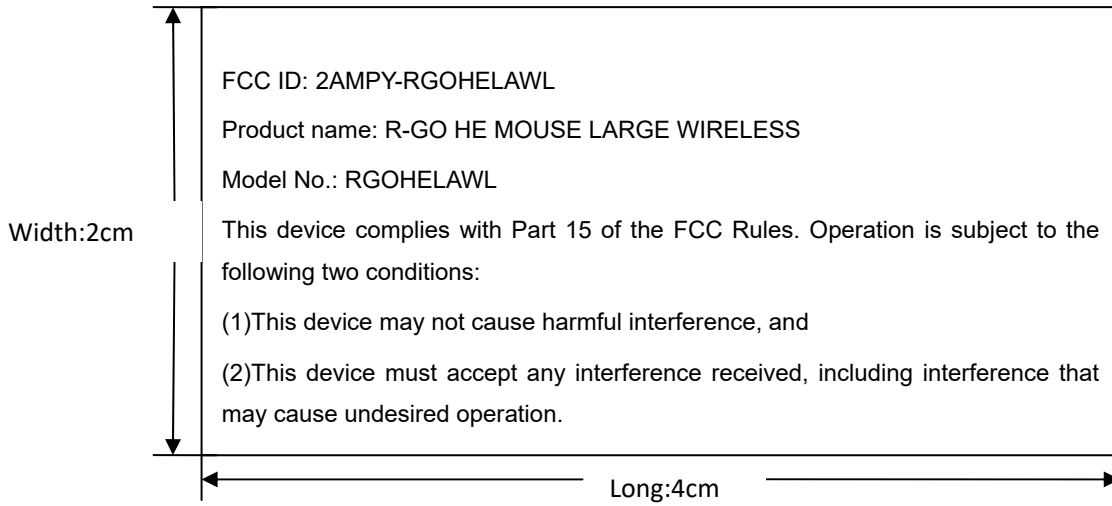 FCC ID: 2AMPY-RGOHELAWL
Product name: R-GO HE MOUSE LARGE WIRELESS
Model No.: RGOHELAWL
Width:2cm
This device complies with Part 15 of the FCC Rules. Operation is subject to the
following two conditions:
(1)This device may not cause harmful interference, and
(2)This device must accept any interference received, including interference that
may cause undesired operation.
Long:4cm